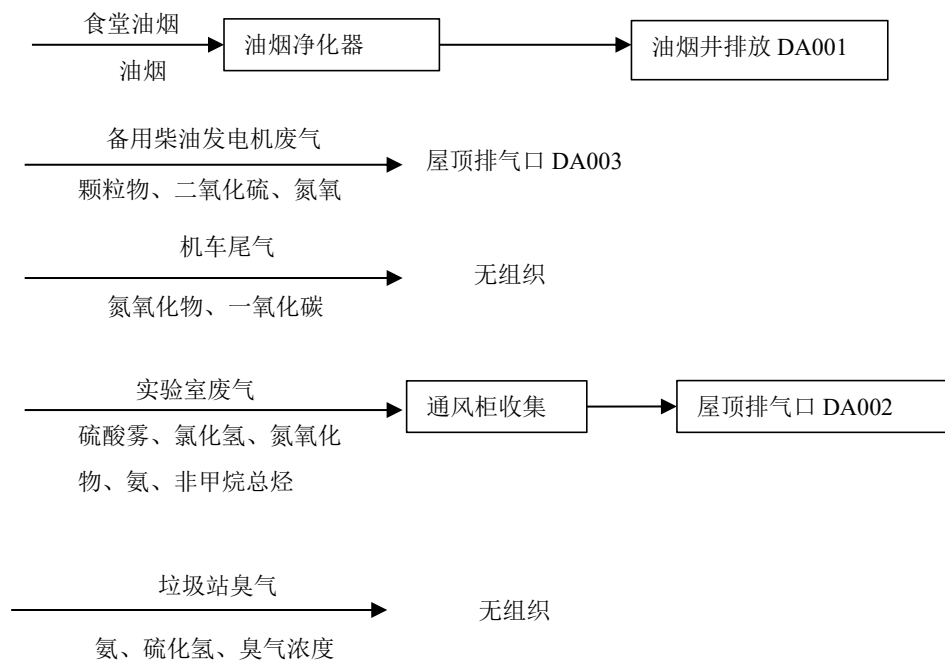 食堂油烟
油烟净化器
油烟井排放 DA001
油烟
备用柴油发电机废气
屋顶排气口 DA003
颗粒物、二氧化硫、氮氧
机车尾气
无组织
氮氧化物、一氧化碳
实验室废气
通风柜收集
屋顶排气口 DA002
硫酸雾、氯化氢、氮氧化
物、氨、非甲烷总烃
垃圾站臭气
无组织
氨、硫化氢、臭气浓度